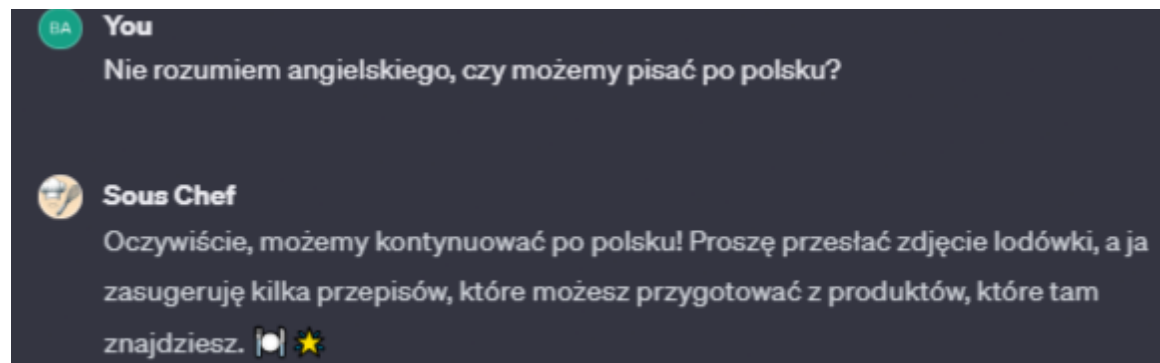 BA
You
Nie rozumiem angielskiego, czy możemy pisać po polsku?
Sous Chef
Oczywiście, możemy kontynuować po polsku! Proszę przesłać zdjęcie lodówki, a ja
zasugeruję kilka przepisów, które możesz przygotować z produktów, które tam
znajdziesz. 🍽️ 🌟